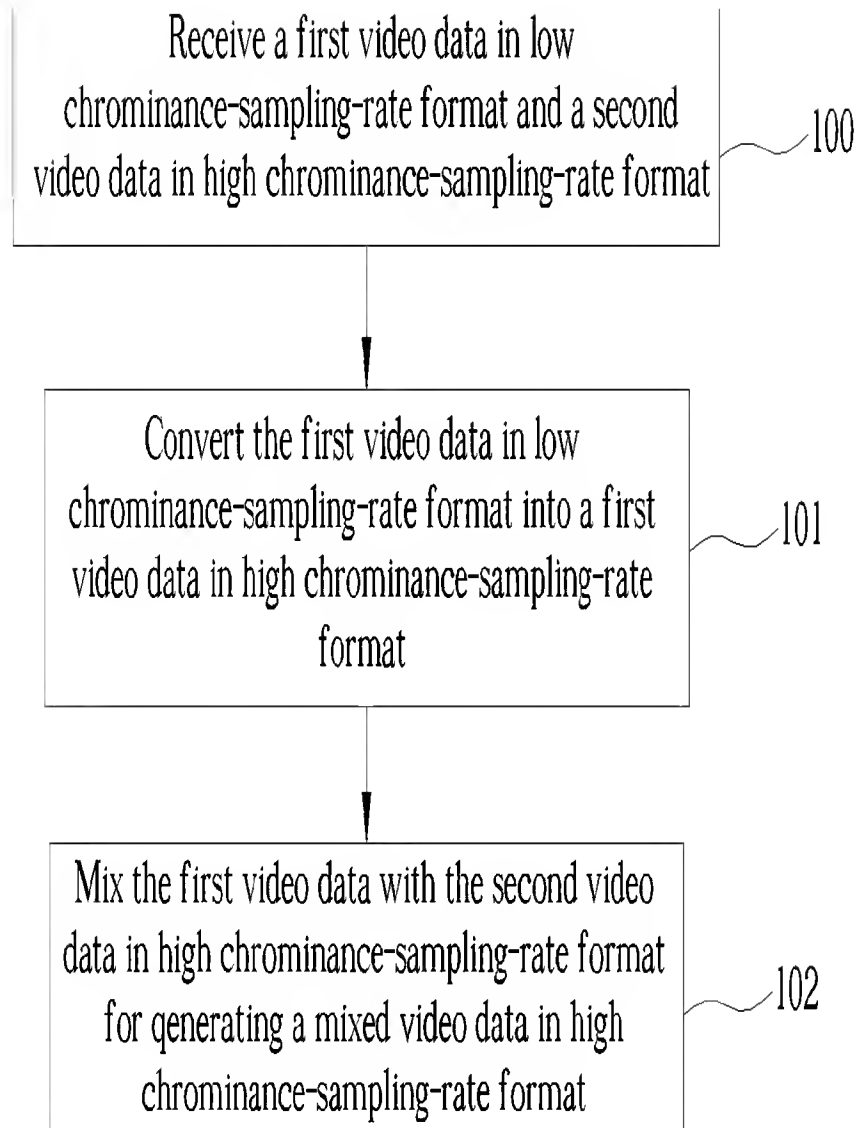 Receive a first video data in low
chrominance-sampling-rate format and a second
video data in high chrominance-sampling-rate format
100
Convert the first video data in low
chrominance-sampling-rate format into a first
video data in high chrominance-sampling-rate
format
101
Mix the first video data with the second video
data in high chrominance-sampling-rate format
for qenerating a mixed video data in high
chrominance-sampling-rate format
102